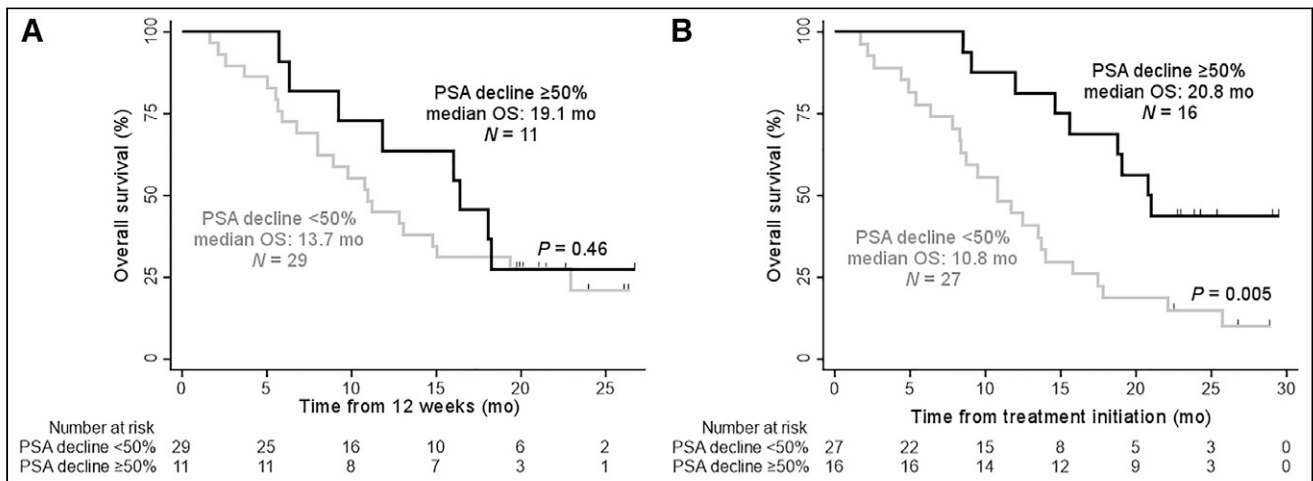 A
100
75
50
25
0
Overall survival (%)
PSA decline ≥50%
median OS: 19.1 mo
N = 11
PSA decline <50%
median OS: 13.7 mo
N = 29
P = 0.46
0 5 10 15 20 25
Time from 12 weeks (mo)
Number at risk
PSA decline <50% 29 25 16 10 6 2
PSA decline ≥50% 11 11 8 7 3 1
B
100
75
50
25
0
Overall survival (%)
PSA decline ≥50%
median OS: 20.8 mo
N = 16
PSA decline <50%
median OS: 10.8 mo
N = 27
P = 0.005
0 5 10 15 20 25 30
Time from treatment initiation (mo)
Number at risk
PSA decline <50% 27 22 15 8 5 3 0
PSA decline ≥50% 16 16 14 12 9 3 0